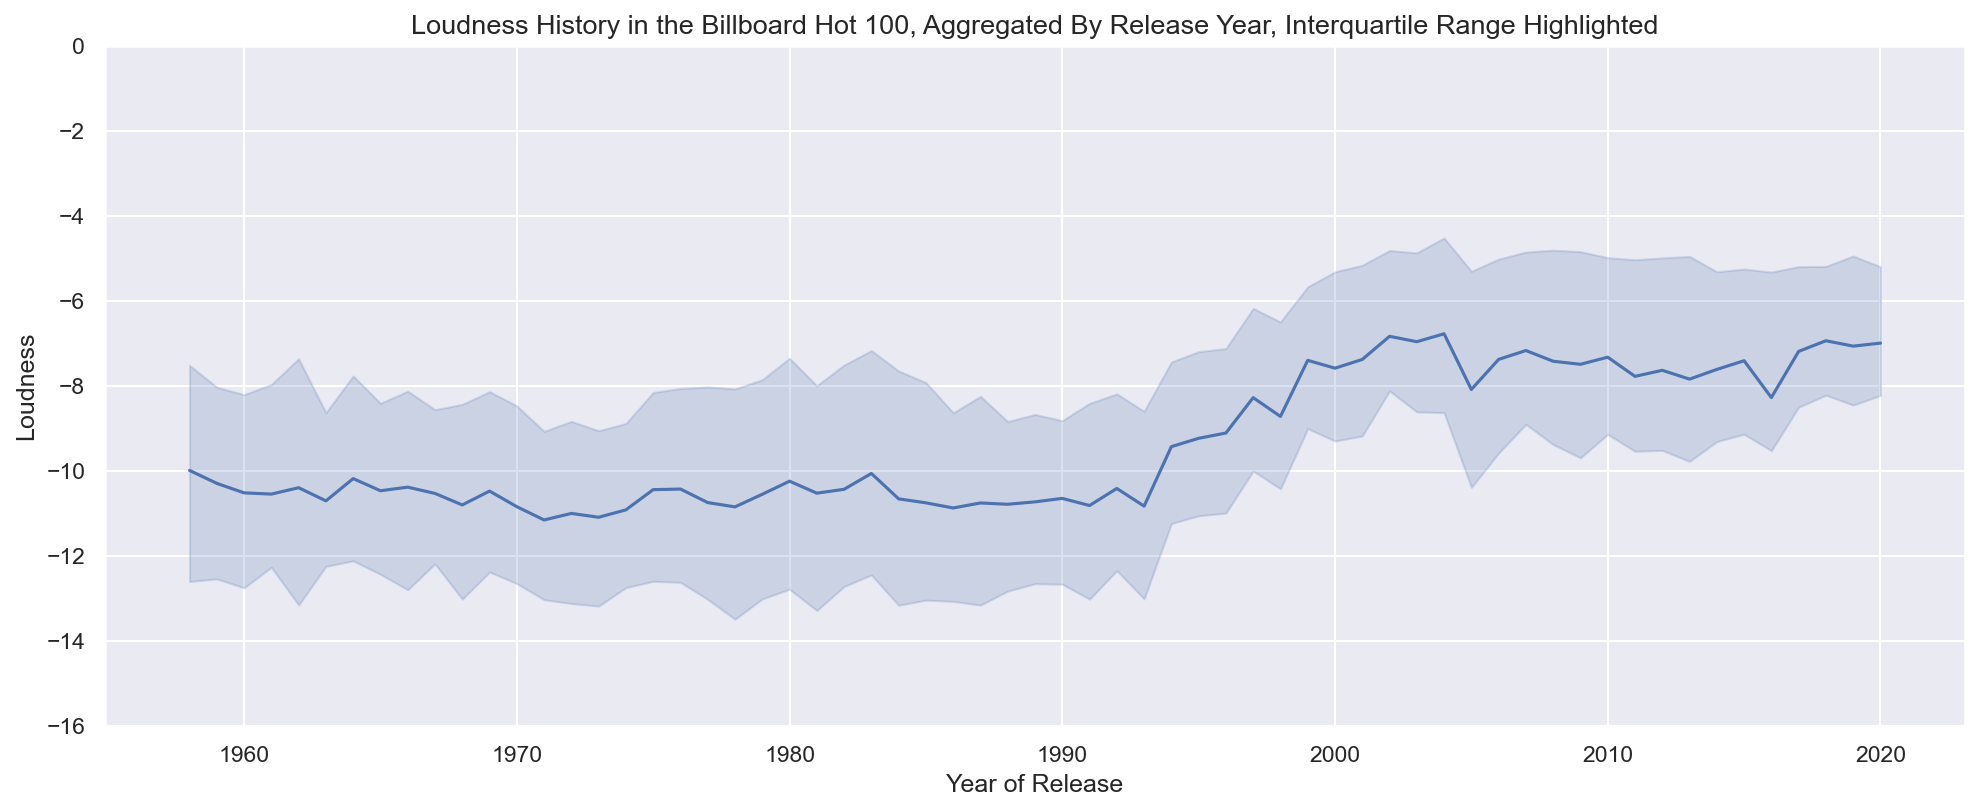 Loudness History in the Billboard Hot 100, Aggregated By Release Year, Interquartile Range Highlighted
0
−2
−4
−6
−8
−10
−12
−14
−16
Loudness
1960 1970 1980 1990 2000 2010 2020
Year of Release